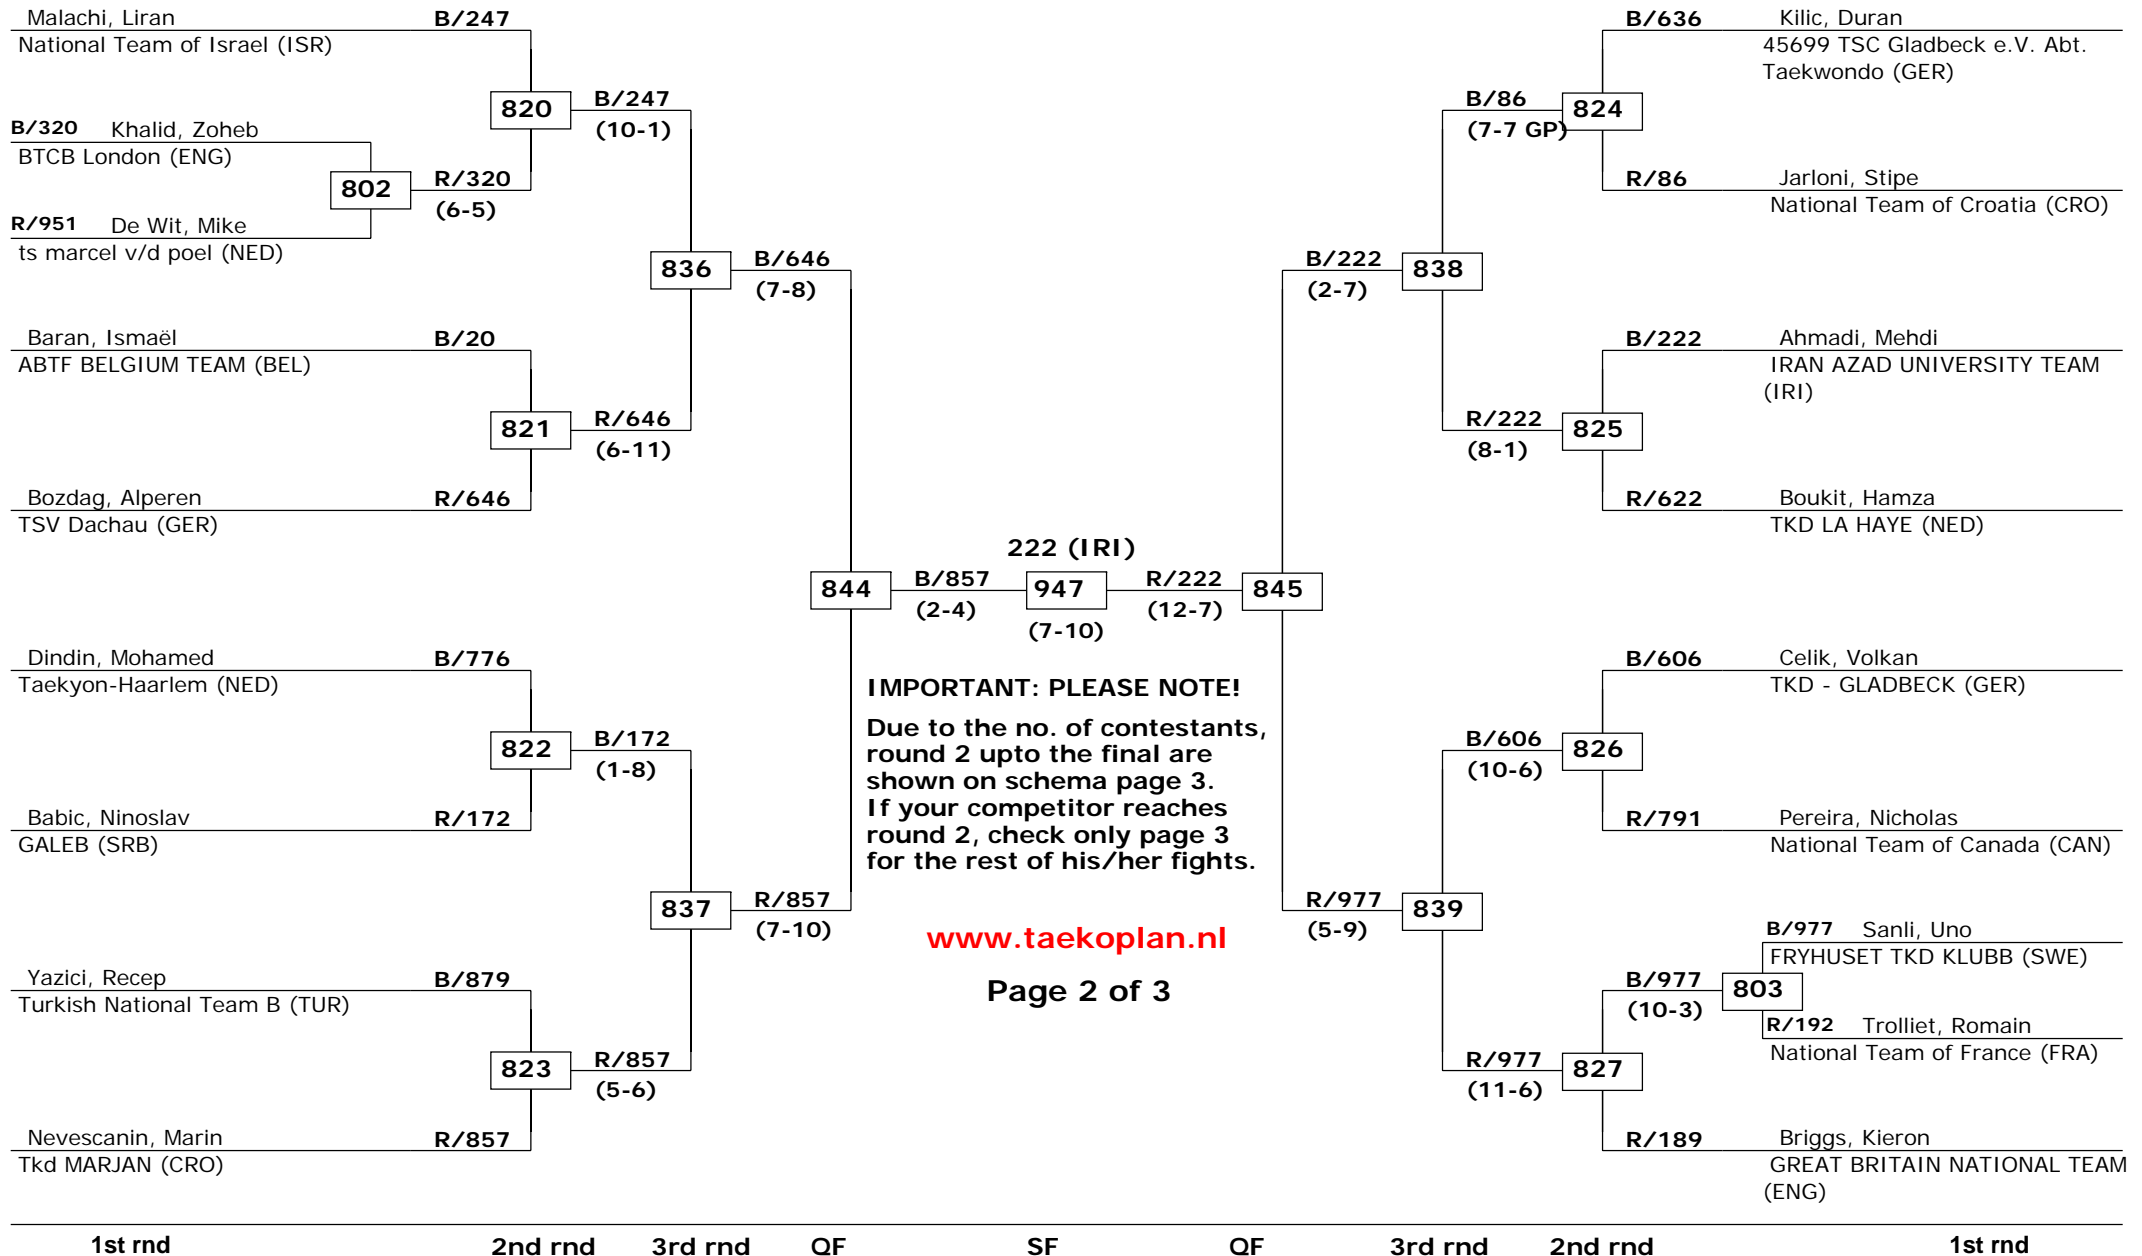 Malachi, Liran
B/247
National Team of Israel (ISR)
820
B/247
(10-1)
B/320 Khalid, Zoheb
BTCB London (ENG)
802
R/320
(6-5)
R/951 De Wit, Mike
ts marcel v/d poel (NED)
836
B/646
(7-8)
Baran, Ismaël
B/20
ABTF BELGIUM TEAM (BEL)
821
R/646
(6-11)
Bozdag, Alperen
R/646
TSV Dachau (GER)
844
B/857
(2-4)
Dindin, Mohamed
B/776
Taekyon-Haarlem (NED)
822
B/172
(1-8)
Babic, Ninoslav
R/172
GALEB (SRB)
837
R/857
(7-10)
Yazici, Recep
B/879
Turkish National Team B (TUR)
823
R/857
(5-6)
Nevescanin, Marin
R/857
Tkd MARJAN (CRO)
222 (IRI)
947
(7-10)
IMPORTANT: PLEASE NOTE!
Due to the no. of contestants,
round 2 upto the final are
shown on schema page 3.
If your competitor reaches
round 2, check only page 3
for the rest of his/her fights.
www.taekoplan.nl
Page 2 of 3
B/636
Kilic, Duran
45699 TSC Gladbeck e.V. Abt.
Taekwondo (GER)
B/86
(7-7 GP)
824
R/86
Jarloni, Stipe
National Team of Croatia (CRO)
B/222
(2-7)
838
B/222
Ahmadi, Mehdi
IRAN AZAD UNIVERSITY TEAM
(IRI)
R/222
(8-1)
825
R/622
Boukit, Hamza
TKD LA HAYE (NED)
R/222
(12-7)
845
B/606
Celik, Volkan
TKD - GLADBECK (GER)
B/606
(10-6)
826
R/791
Pereira, Nicholas
National Team of Canada (CAN)
R/977
(5-9)
839
B/977 Sanli, Uno
FRYHUSET TKD KLUBB (SWE)
B/977
(10-3)
803
R/192 Trolliet, Romain
National Team of France (FRA)
R/977
(11-6)
827
R/189
Briggs, Kieron
GREAT BRITAIN NATIONAL TEAM
(ENG)
1st rnd 2nd rnd 3rd rnd QF SF QF 3rd rnd 2nd rnd 1st rnd